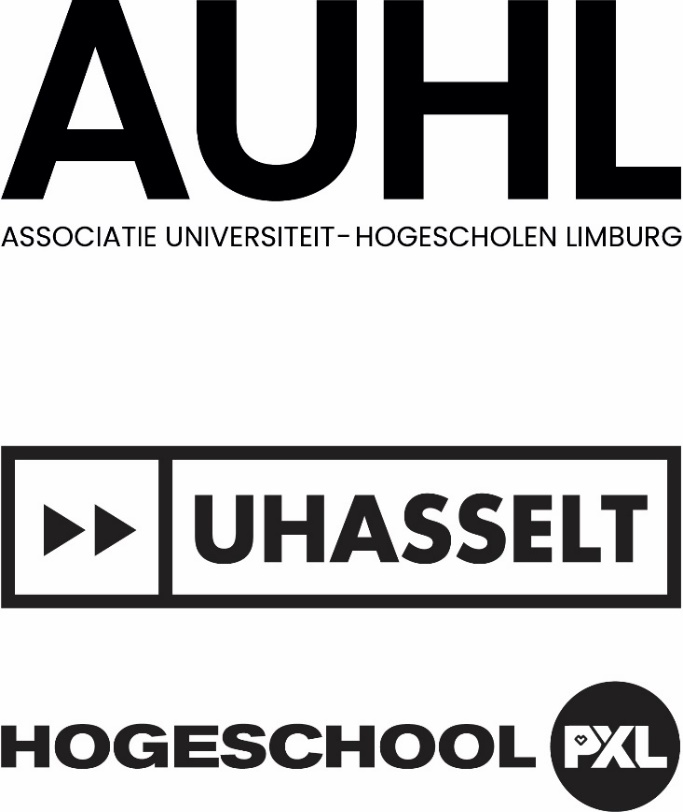 AUHL
ASSOCIATIE UNIVERSITEIT-HOGESCHOLEN LIMBURG
UHASSELT
HOGESCHOOL PXL